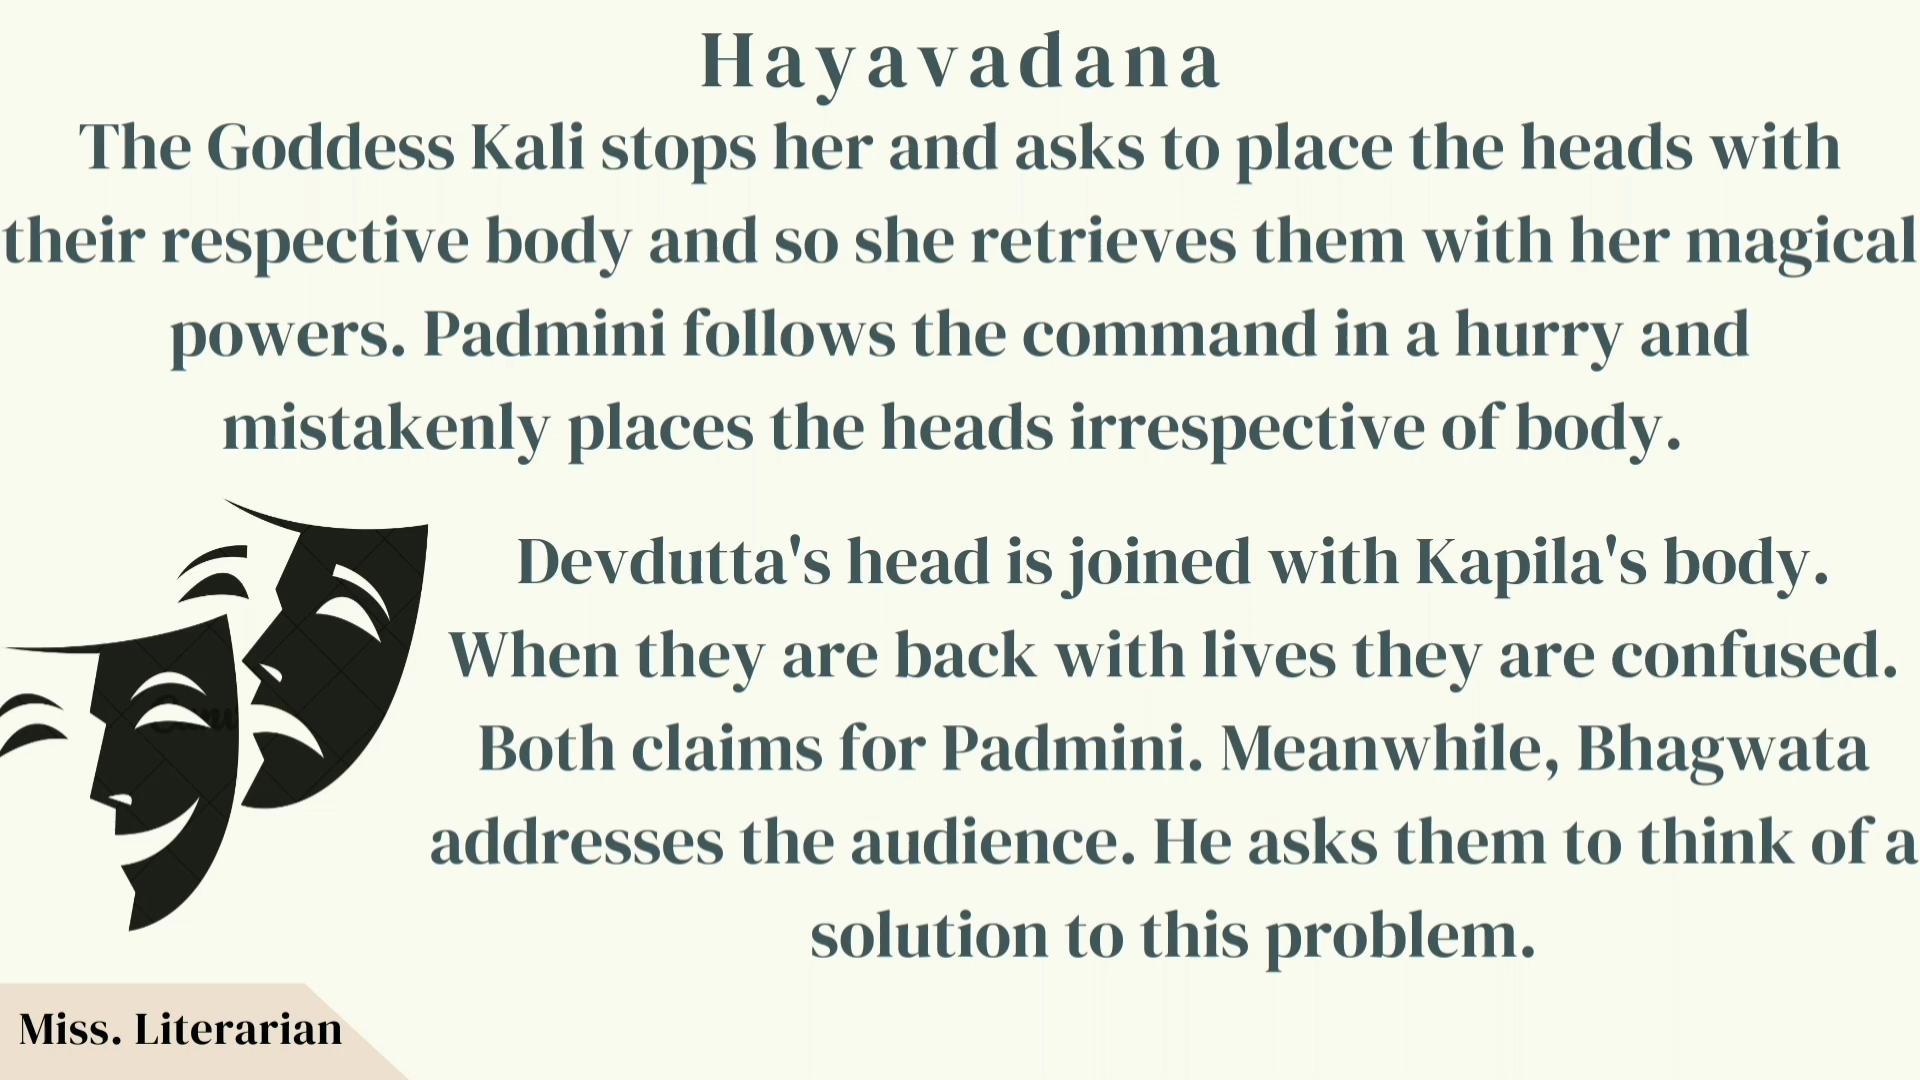 Hayavadana
The Goddess Kali stops her and asks to place the heads with
their respective body and so she retrieves them with her magical
powers. Padmini follows the command in a hurry and
mistakenly places the heads irrespective of body.
Devdutta's head is joined with Kapila's body.
When they are back with lives they are confused.
Both claims for Padmini. Meanwhile, Bhagwata
addresses the audience. He asks them to think of a
solution to this problem.
Miss. Literarian